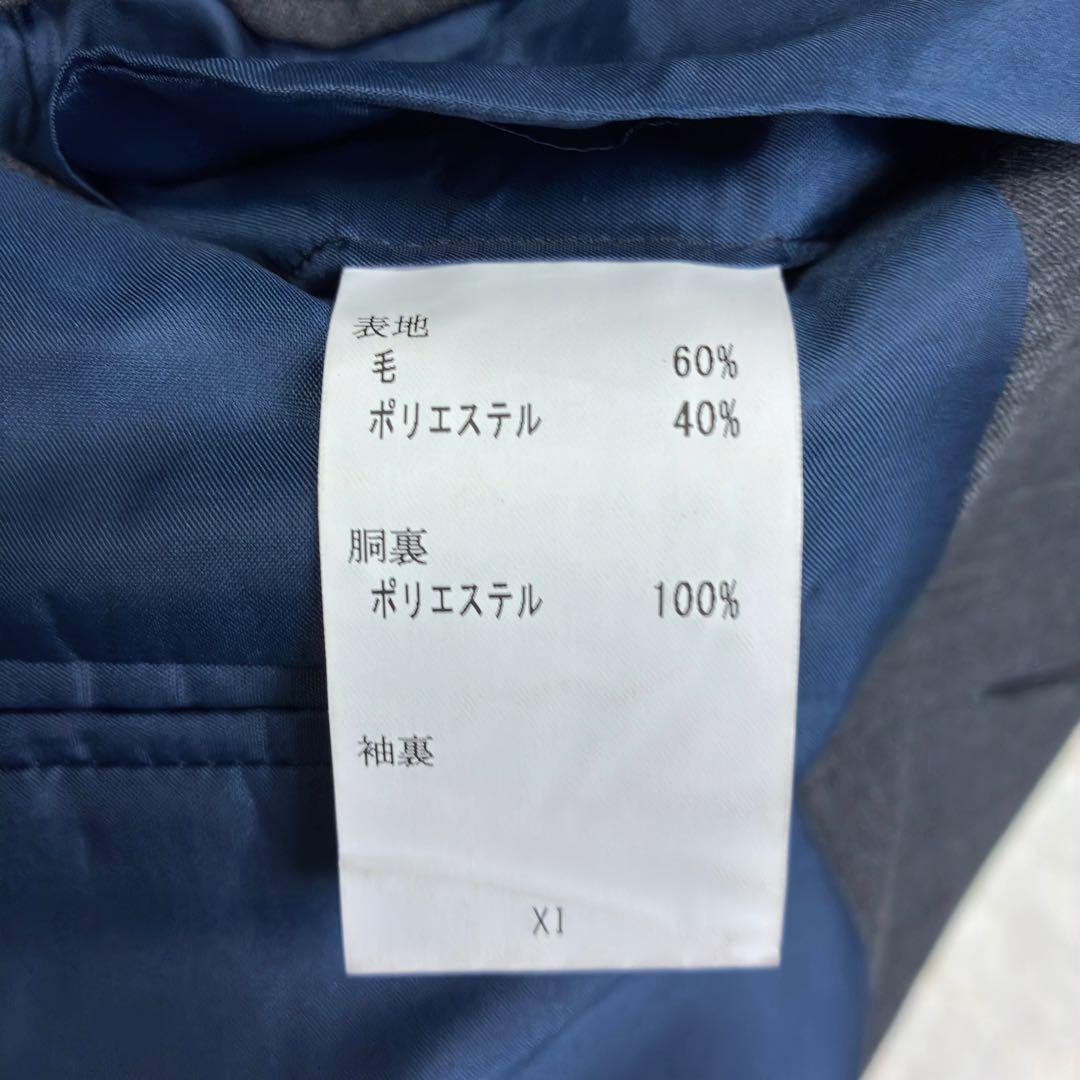 表地
毛 60%
ポリエステル 40%
胴裏
ポリエステル 100%
袖裏
X1